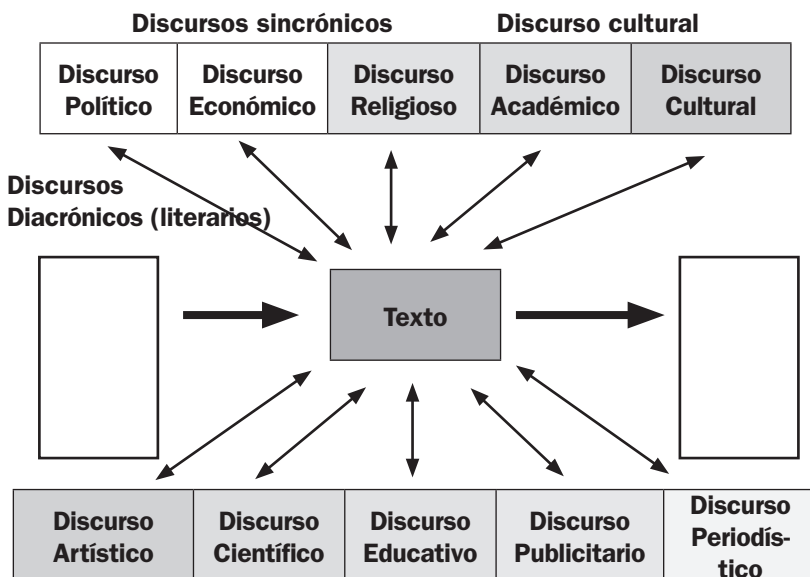 Discursos sincrónicos
Discurso cultural
Discurso
Político
Discurso
Económico
Discurso
Religioso
Discurso
Académico
Discurso
Cultural
Discursos
Diacrónicos (literarios)
Texto
Discurso
Artístico
Discurso
Científico
Discurso
Educativo
Discurso
Publicitario
Discurso
Periodís-
tico